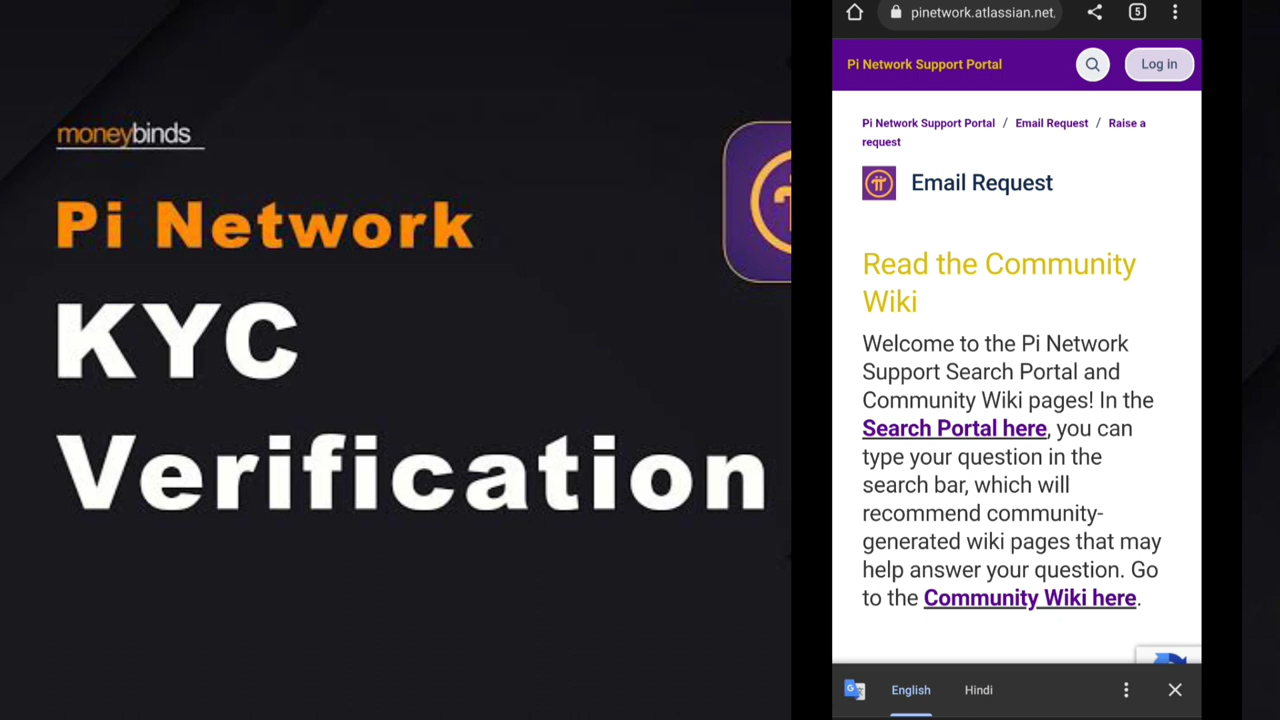 moneybinds
Pi Network
KYC
Verification
pinetwork.atlassian.net
5
Pi Network Support Portal
Log in
Pi Network Support Portal / Email Request / Raise a
request
Email Request
Read the Community
Wiki
Welcome to the Pi Network
Support Search Portal and
Community Wiki pages! In the
Search Portal here, you can
type your question in the
search bar, which will
recommend community-
generated wiki pages that may
help answer your question. Go
to the Community Wiki here.
English
Hindi